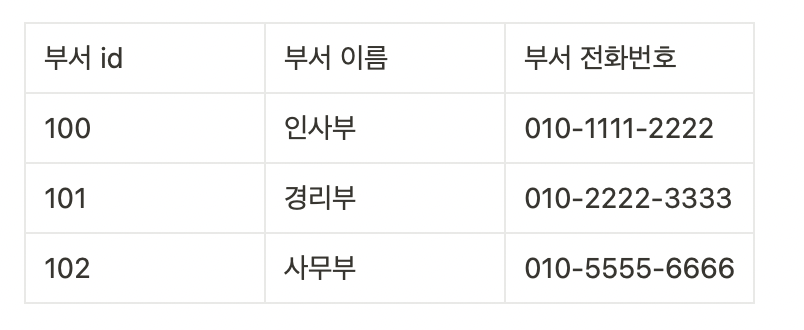 부서 id 부서 이름 부서 전화번호
100 인사부 010-1111-2222
101 경리부 010-2222-3333
102 사무부 010-5555-6666